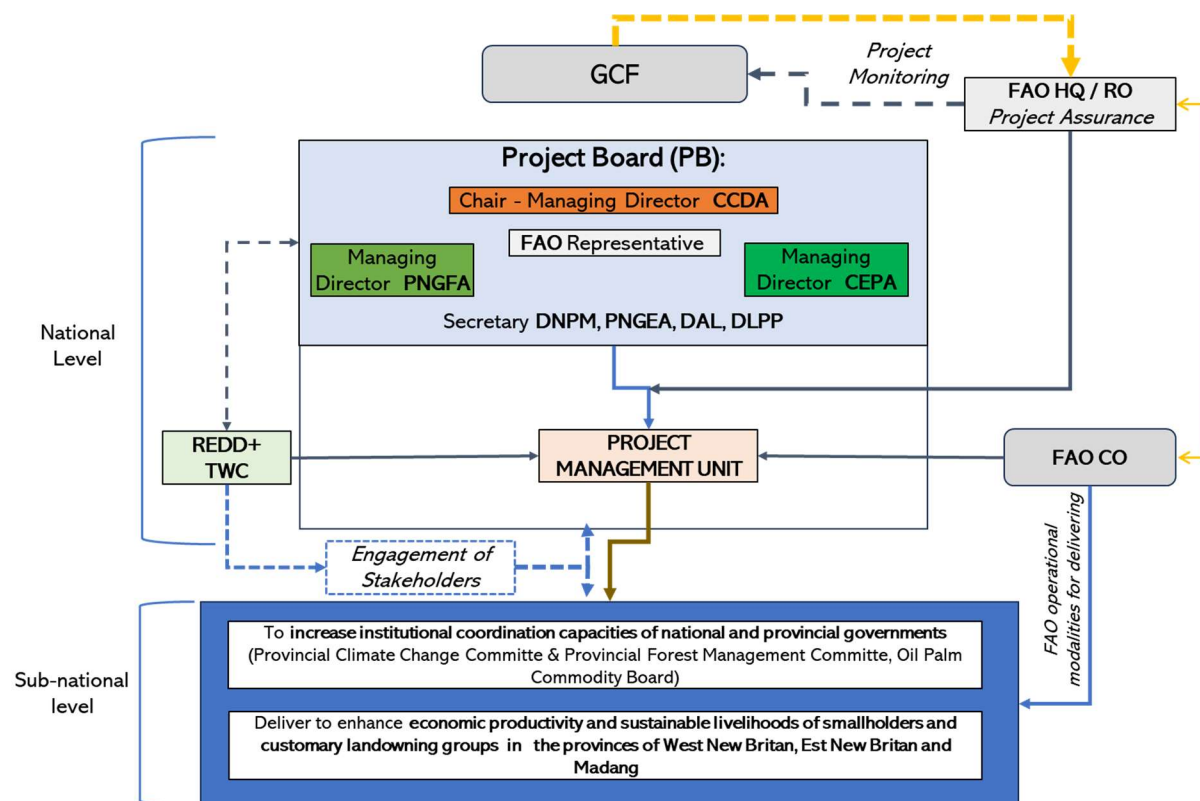 GCF
Project
Monitoring
FAO HQ / RO
Project Assurance
Project Board (PB):
Chair - Managing Director CCDA
FAO Representative
Managing
Director PNGFA
Managing
Director CEPA
Secretary DNPM, PNGEA, DAL, DLPP
National
Level
REDD+
TWC
PROJECT
MANAGEMENT UNIT
FAO CO
Engagement of
Stakeholders
FAO operational
modalities for delivering
Sub-national
level
To increase institutional coordination capacities of national and provincial governments
(Provincial Climate Change Committe & Provincial Forest Management Committe, Oil Palm
Commodity Board)
Deliver to enhance economic productivity and sustainable livelihoods of smallholders and
customary landowning groups in the provinces of West New Britan, Est New Britan and
Madang